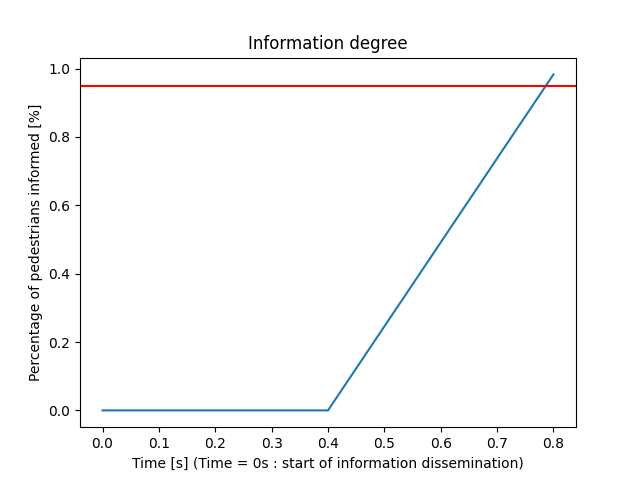 Information degree
Percentage of pedestrians informed [%]
1.0
0.8
0.6
0.4
0.2
0.0
0.0 0.1 0.2 0.3 0.4 0.5 0.6 0.7 0.8
Time [s] (Time = 0s : start of information dissemination)